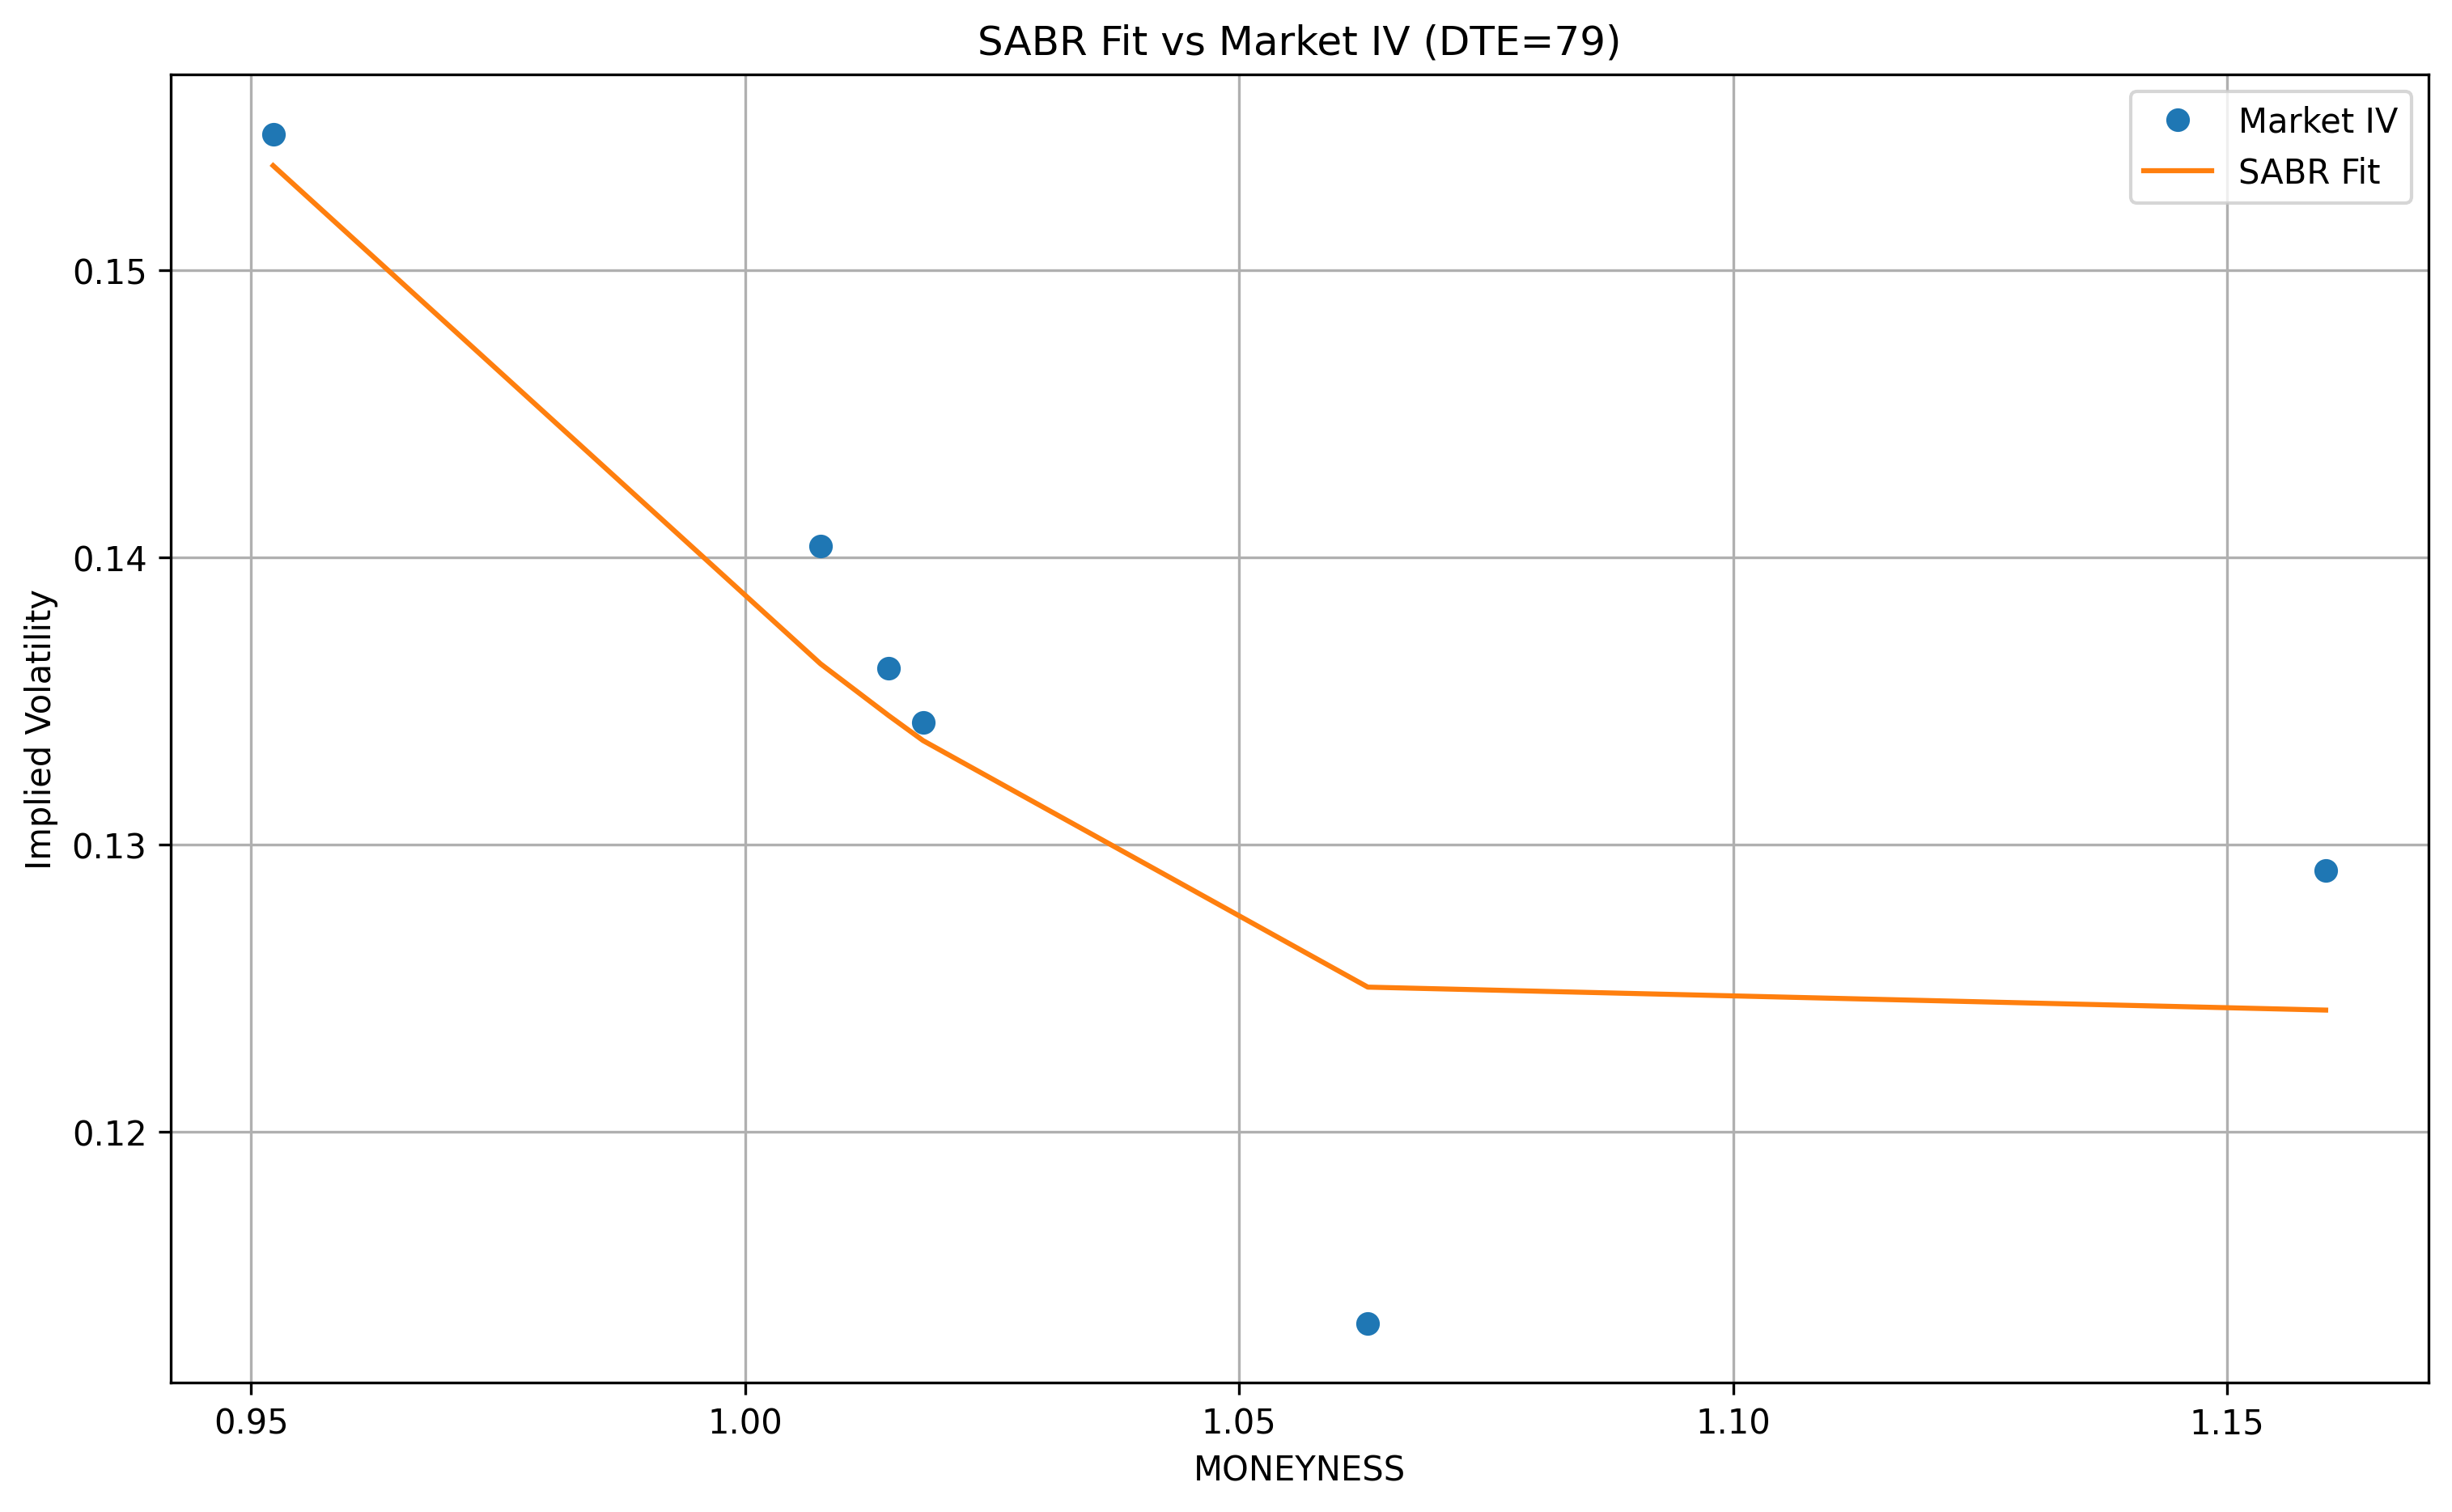 SABR Fit vs Market IV (DTE=79)
Market IV
SABR Fit
Implied Volatility
0.15
0.14
0.13
0.12
0.95
1.00
1.05
1.10
1.15
MONEYNESS